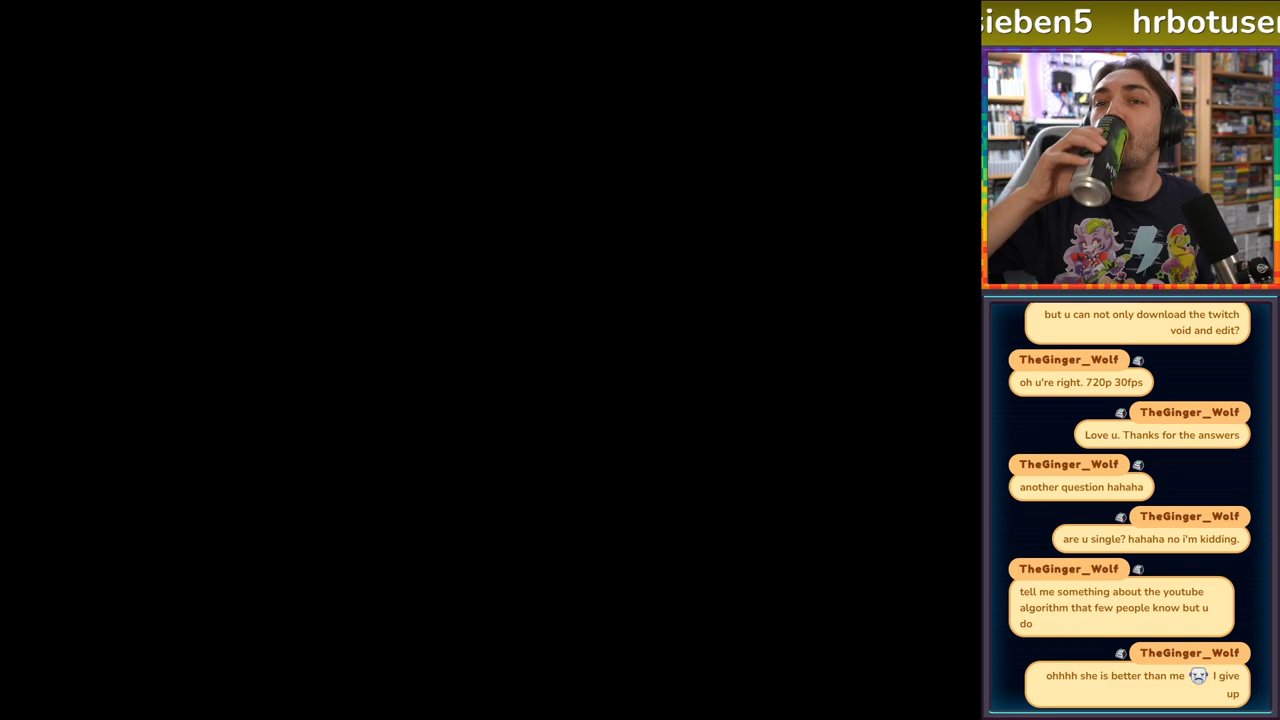 sieben5 hrbotuser
but u can not only download the twitch
void and edit?
TheGinger_Wolf
oh u're right. 720p 30fps
TheGinger_Wolf
Love u. Thanks for the answers
TheGinger_Wolf
another question hahaha
TheGinger_Wolf
are u single? hahaha no i'm kidding.
TheGinger_Wolf
tell me something about the youtube
algorithm that few people know but u
do
TheGinger_Wolf
ohhhh she is better than me I give
up